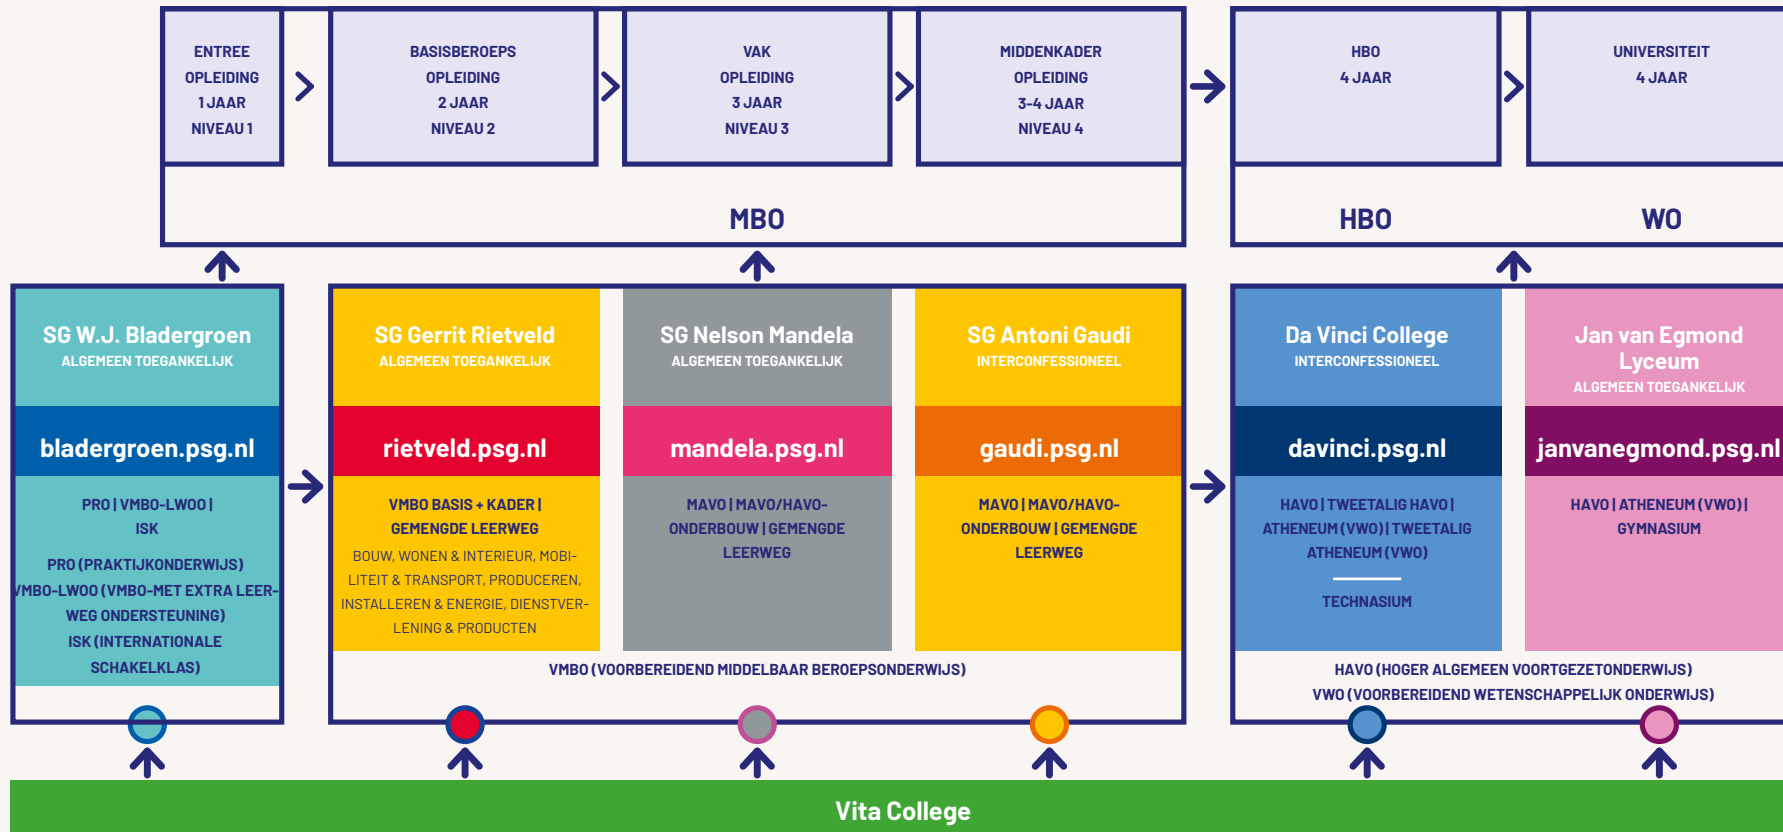 ENTREE
OPLEIDING
1 JAAR
NIVEAU 1
BASISBEROEPS
OPLEIDING
2 JAAR
NIVEAU 2
VAK
OPLEIDING
3 JAAR
NIVEAU 3
MIDDENKADER
OPLEIDING
3-4 JAAR
NIVEAU 4
HBO
4 JAAR
UNIVERSITEIT
4 JAAR
MBO
HBO
WO
SG W.J. Bladergroen
ALGEMEEN TOEGANKELIJK
bladergroen.psg.nl
PRO | VMBO-LWOO |
ISK
PRO (PRAKTIJKONDERWIJS)
VMBO-LWOO (VMBO-MET EXTRA LEER-
WEG ONDERSTEUNING)
ISK (INTERNATIONALE
SCHAKELKLAS)
SG Gerrit Rietveld
ALGEMEEN TOEGANKELIJK
rietveld.psg.nl
VMBO BASIS + KADER |
GEMENGDE LEERWEG
BOUW, WONEN & INTERIEUR, MOBI-
LITEIT & TRANSPORT, PRODUCEREN,
INSTALLEREN & ENERGIE, DIENSTVER-
LENING & PRODUCTEN
SG Nelson Mandela
ALGEMEEN TOEGANKELIJK
mandela.psg.nl
MAVO | MAVO/HAVO-
ONDERBOUW | GEMENGDE
LEERWEG
SG Antoni Gaudi
INTERCONFESSIONEEL
gaudi.psg.nl
MAVO | MAVO/HAVO-
ONDERBOUW | GEMENGDE
LEERWEG
VMBO (VOORBEREIDEND MIDDELBAAR BEROEPSONDERWIJS)
Da Vinci College
INTERCONFESSIONEEL
davinci.psg.nl
HAVO | TWEETALIG HAVO |
ATHENEUM (VWO) | TWEETALIG
ATHENEUM (VWO)
TECHNASIUM
Jan van Egmond
Lyceum
ALGEMEEN TOEGANKELIJK
janvanegmond.psg.nl
HAVO | ATHENEUM (VWO) |
GYMNASIUM
HAVO (HOGER ALGEMEEN VOORTGEZETONDERWIJS)
VWO (VOORBEREIDEND WETENSCHAPPELIJK ONDERWIJS)
Vita College